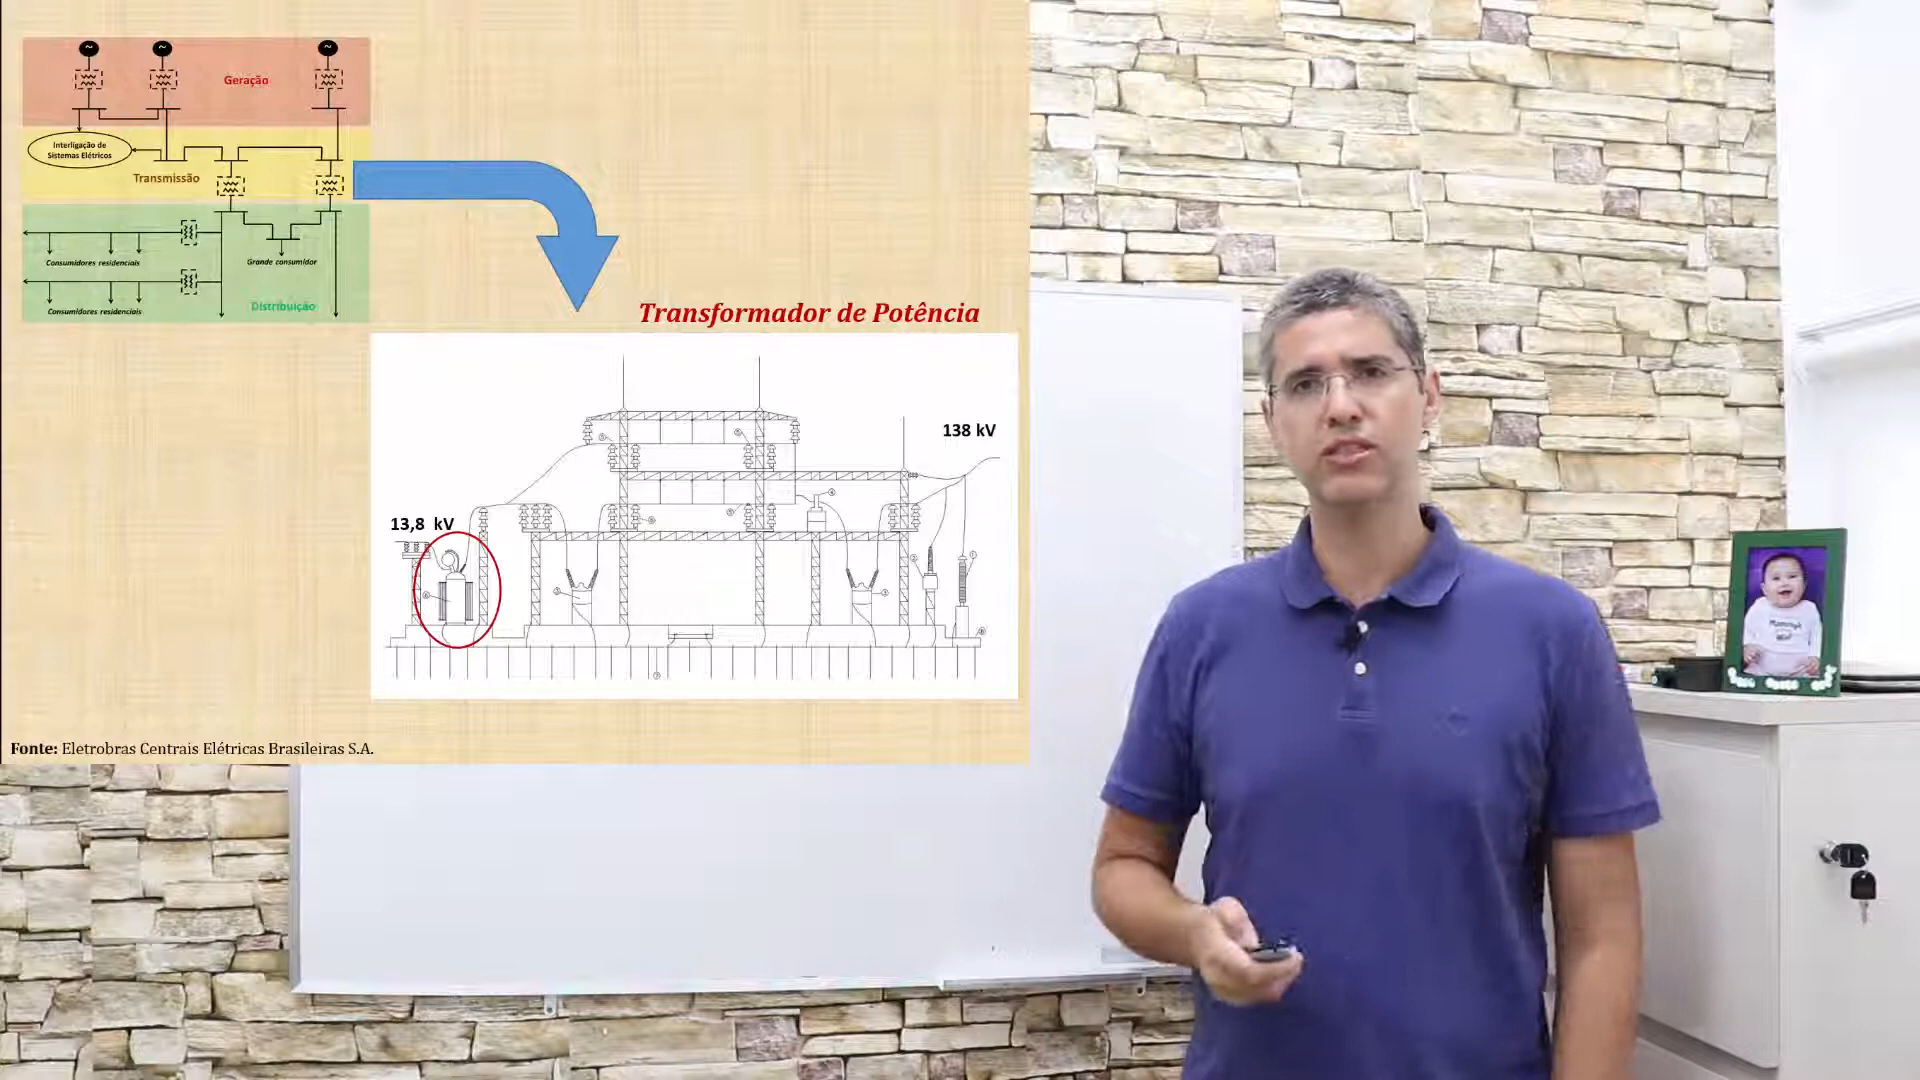 Geração
Interligação de
Sistemas Elétricos
Transmissão
Consumidores residenciais
Grande consumidor
Consumidores residenciais
Distribuição
Transformador de Potência
138 kV
13,8 kV
Fonte: Eletrobras Centrais Elétricas Brasileiras S.A.